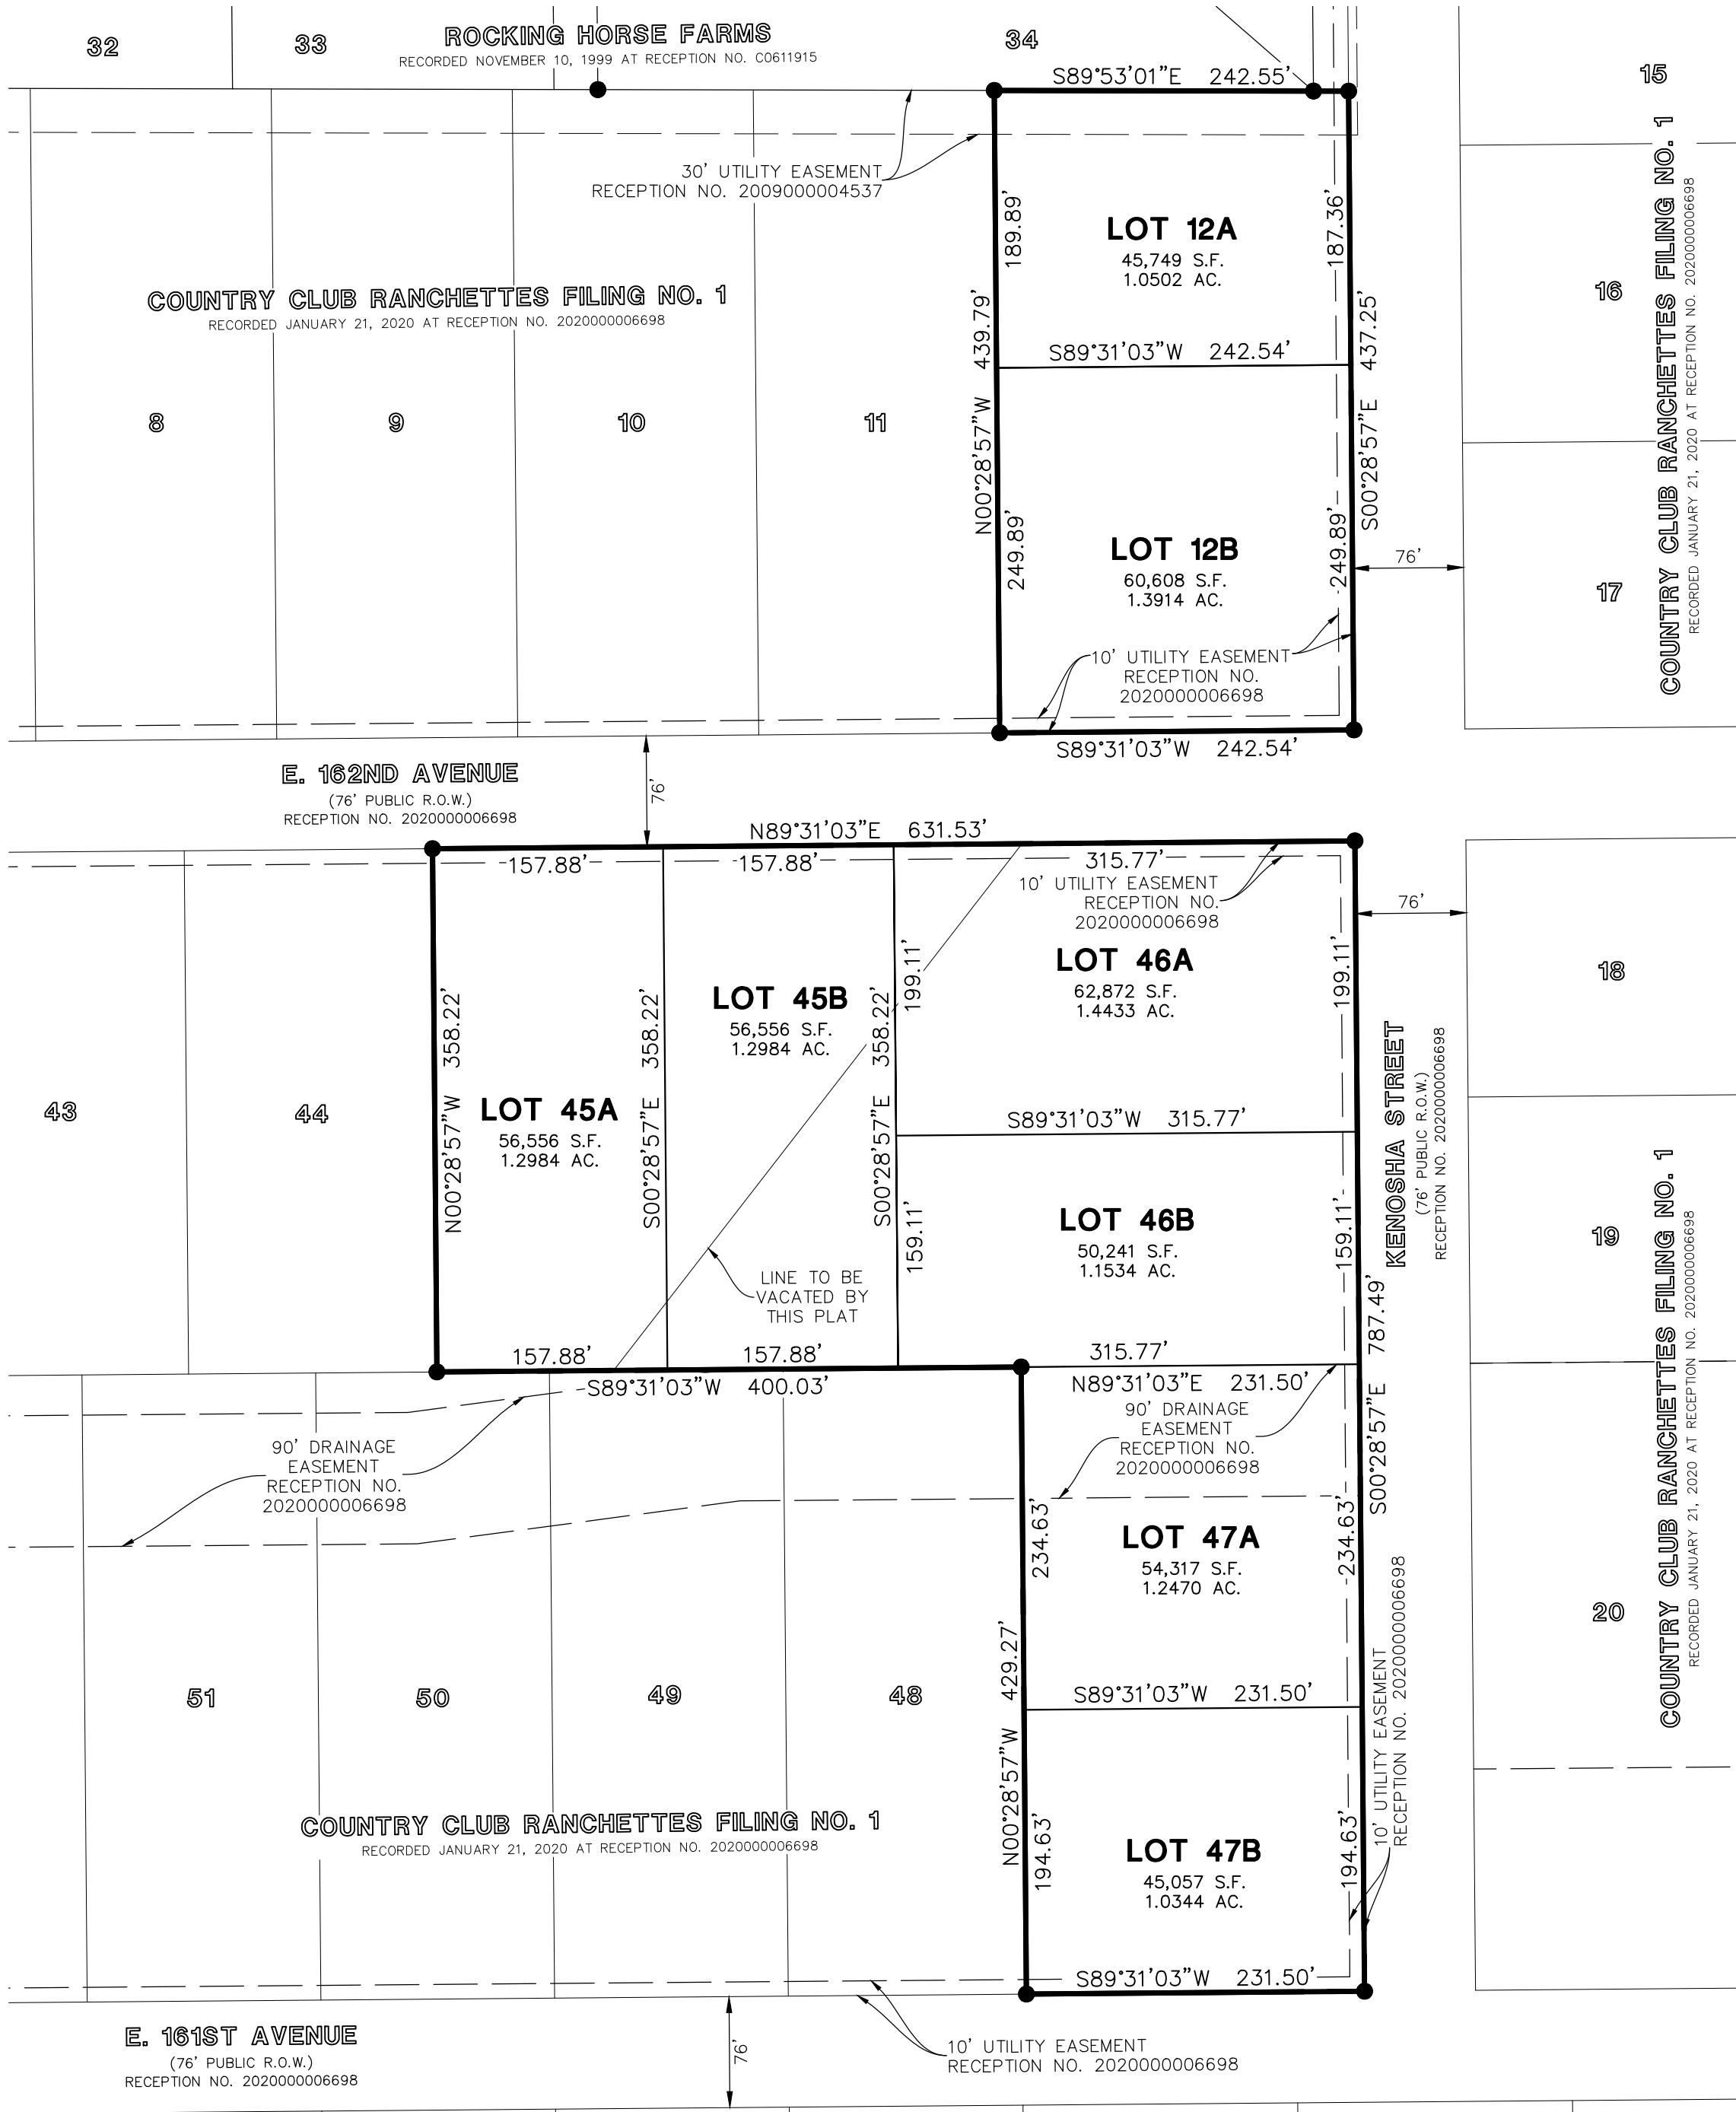 32
33
ROCKING HORSE FARMS
RECORDED NOVEMBER 10, 1999 AT RECEPTION NO. C0611915
34
S89°53'01"E 242.55'
15
30' UTILITY EASEMENT
RECEPTION NO. 2009000004537
189.89'
LOT 12A
45,749 S.F.
1.0502 AC.
187.36'
COUNTRY CLUB RANCHETTES FILING NO. 1
RECORDED JANUARY 21, 2020 AT RECEPTION NO. 2020000006698
N00°28'57"W 439.79'
S00°28'57"E 437.25'
S89°31'03"W 242.54'
16
COUNTRY CLUB RANCHETTES FILING NO. 1
RECORDED JANUARY 21, 2020 AT RECEPTION NO. 2020000006698
8
9
10
11
249.89'
LOT 12B
60,608 S.F.
1.3914 AC.
249.89'
76'
17
10' UTILITY EASEMENT
RECEPTION NO.
2020000006698
S89°31'03"W 242.54'
E. 162ND AVENUE
(76' PUBLIC R.O.W.)
RECEPTION NO. 2020000006698
76'
N89°31'03"E 631.53'
157.88'
157.88'
315.77'
10' UTILITY EASEMENT
RECEPTION NO.
2020000006698
76'
43
44
N00°28'57"W 358.22'
LOT 45A
56,556 S.F.
1.2984 AC.
S00°28'57"E 358.22'
LOT 45B
56,556 S.F.
1.2984 AC.
S00°28'57"E 358.22'
199.11'
LOT 46A
62,872 S.F.
1.4433 AC.
199.11'
18
KENOSHA STREET
(76' PUBLIC R.O.W.)
RECEPTION NO. 2020000006698
S89°31'03"W 315.77'
159.11'
LOT 46B
50,241 S.F.
1.1534 AC.
159.11'
19
LINE TO BE
VACATED BY
THIS PLAT
S00°28'57"E 787.49'
COUNTRY CLUB RANCHETTES FILING NO. 1
RECORDED JANUARY 21, 2020 AT RECEPTION NO. 2020000006698
157.88'
157.88'
315.77'
S89°31'03"W 400.03'
N89°31'03"E 231.50'
90' DRAINAGE
EASEMENT
RECEPTION NO.
2020000006698
90' DRAINAGE
EASEMENT
RECEPTION NO.
2020000006698
234.63'
LOT 47A
54,317 S.F.
1.2470 AC.
234.63'
20
51
50
49
48
N00°28'57"W 429.27'
S89°31'03"W 231.50'
10' UTILITY EASEMENT
RECEPTION NO. 2020000006698
COUNTRY CLUB RANCHETTES FILING NO. 1
RECORDED JANUARY 21, 2020 AT RECEPTION NO. 2020000006698
194.63'
LOT 47B
45,057 S.F.
1.0344 AC.
194.63'
S89°31'03"W 231.50'
E. 161ST AVENUE
(76' PUBLIC R.O.W.)
RECEPTION NO. 2020000006698
76'
10' UTILITY EASEMENT
RECEPTION NO. 2020000006698